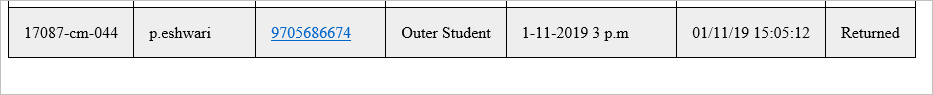 17087-cm-044 p.eshwari 9705686674 Outer Student 1-11-2019 3 p.m 01/11/19 15:05:12 Returned